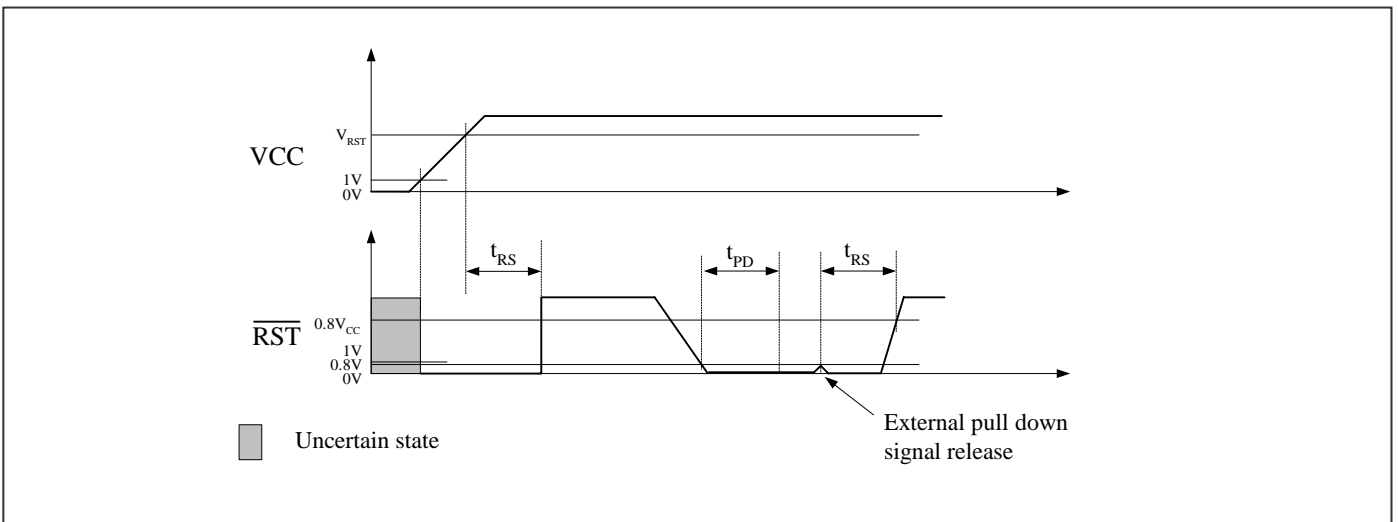 VCC
V_RST
1V
0V
t_RS
t_PD
t_RS
RST
0.8V_CC
1V
0.8V
0V
External pull down
signal release
Uncertain state